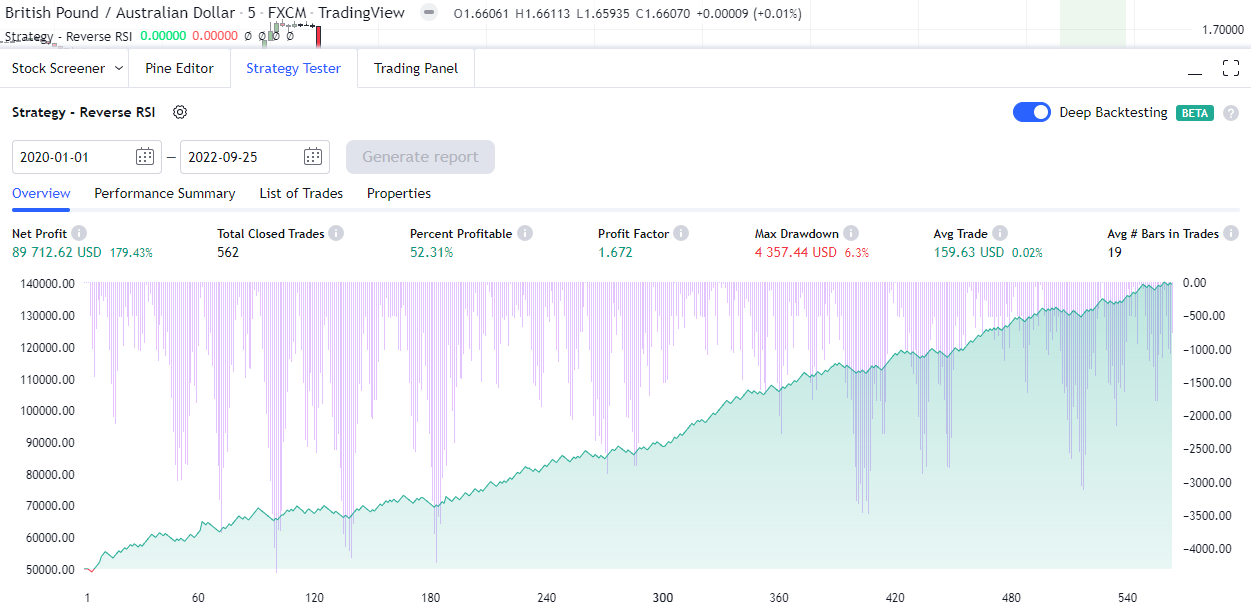 British Pound / Australian Dollar · 5 · FXCM · TradingView O1.66061 H1.66113 L1.65935 C1.66070 +0.00009 (+0.01%)
1.70000
Strategy - Reverse RSI 0.00000 0.00000 Ø Ø Ø Ø
Stock Screener Pine Editor Strategy Tester Trading Panel
Strategy - Reverse RSI Deep Backtesting BETA ?
2020-01-01 — 2022-09-25 Generate report
Overview Performance Summary List of Trades Properties
Net Profit Total Closed Trades Percent Profitable Profit Factor Max Drawdown Avg Trade Avg # Bars in Trades
89 712.62 USD 179.43% 562 52.31% 1.672 4 357.44 USD 6.3% 159.63 USD 0.02% 19
140000.00 0.00
130000.00 −500.00
120000.00 −1000.00
110000.00 −1500.00
100000.00 −2000.00
90000.00 −2500.00
80000.00 −3000.00
70000.00 −3500.00
60000.00 −4000.00
50000.00
1 60 120 180 240 300 360 420 480 540